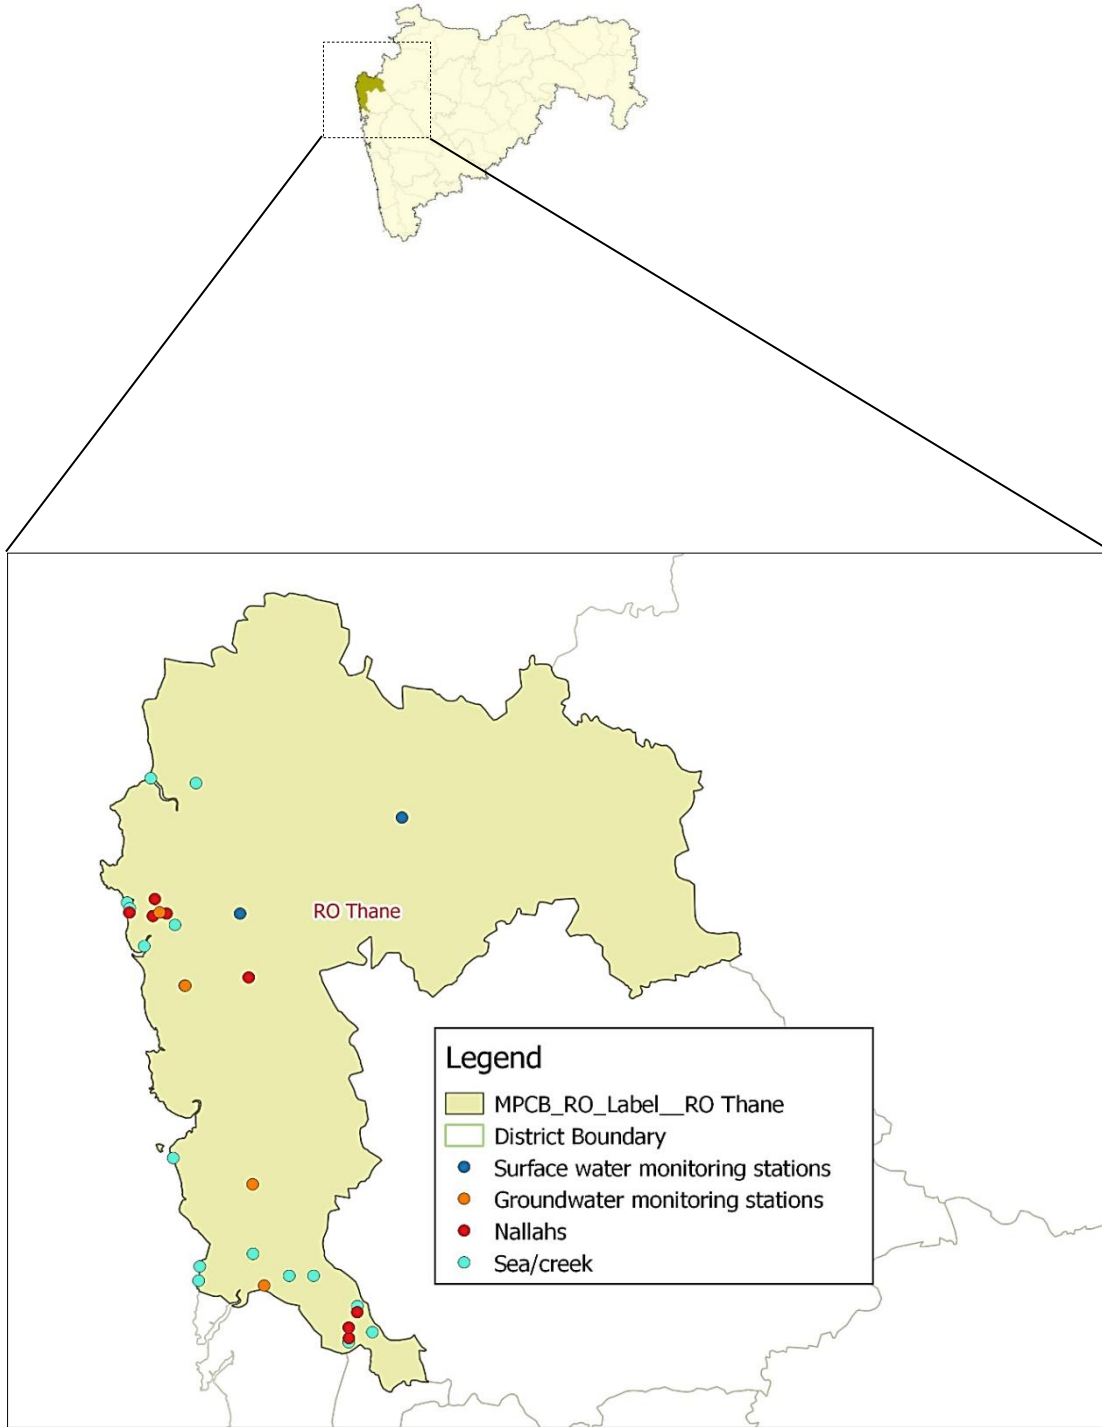 RO Thane
Legend
MPCB_RO_Label__RO Thane
District Boundary
Surface water monitoring stations
Groundwater monitoring stations
Nallahs
Sea/creek